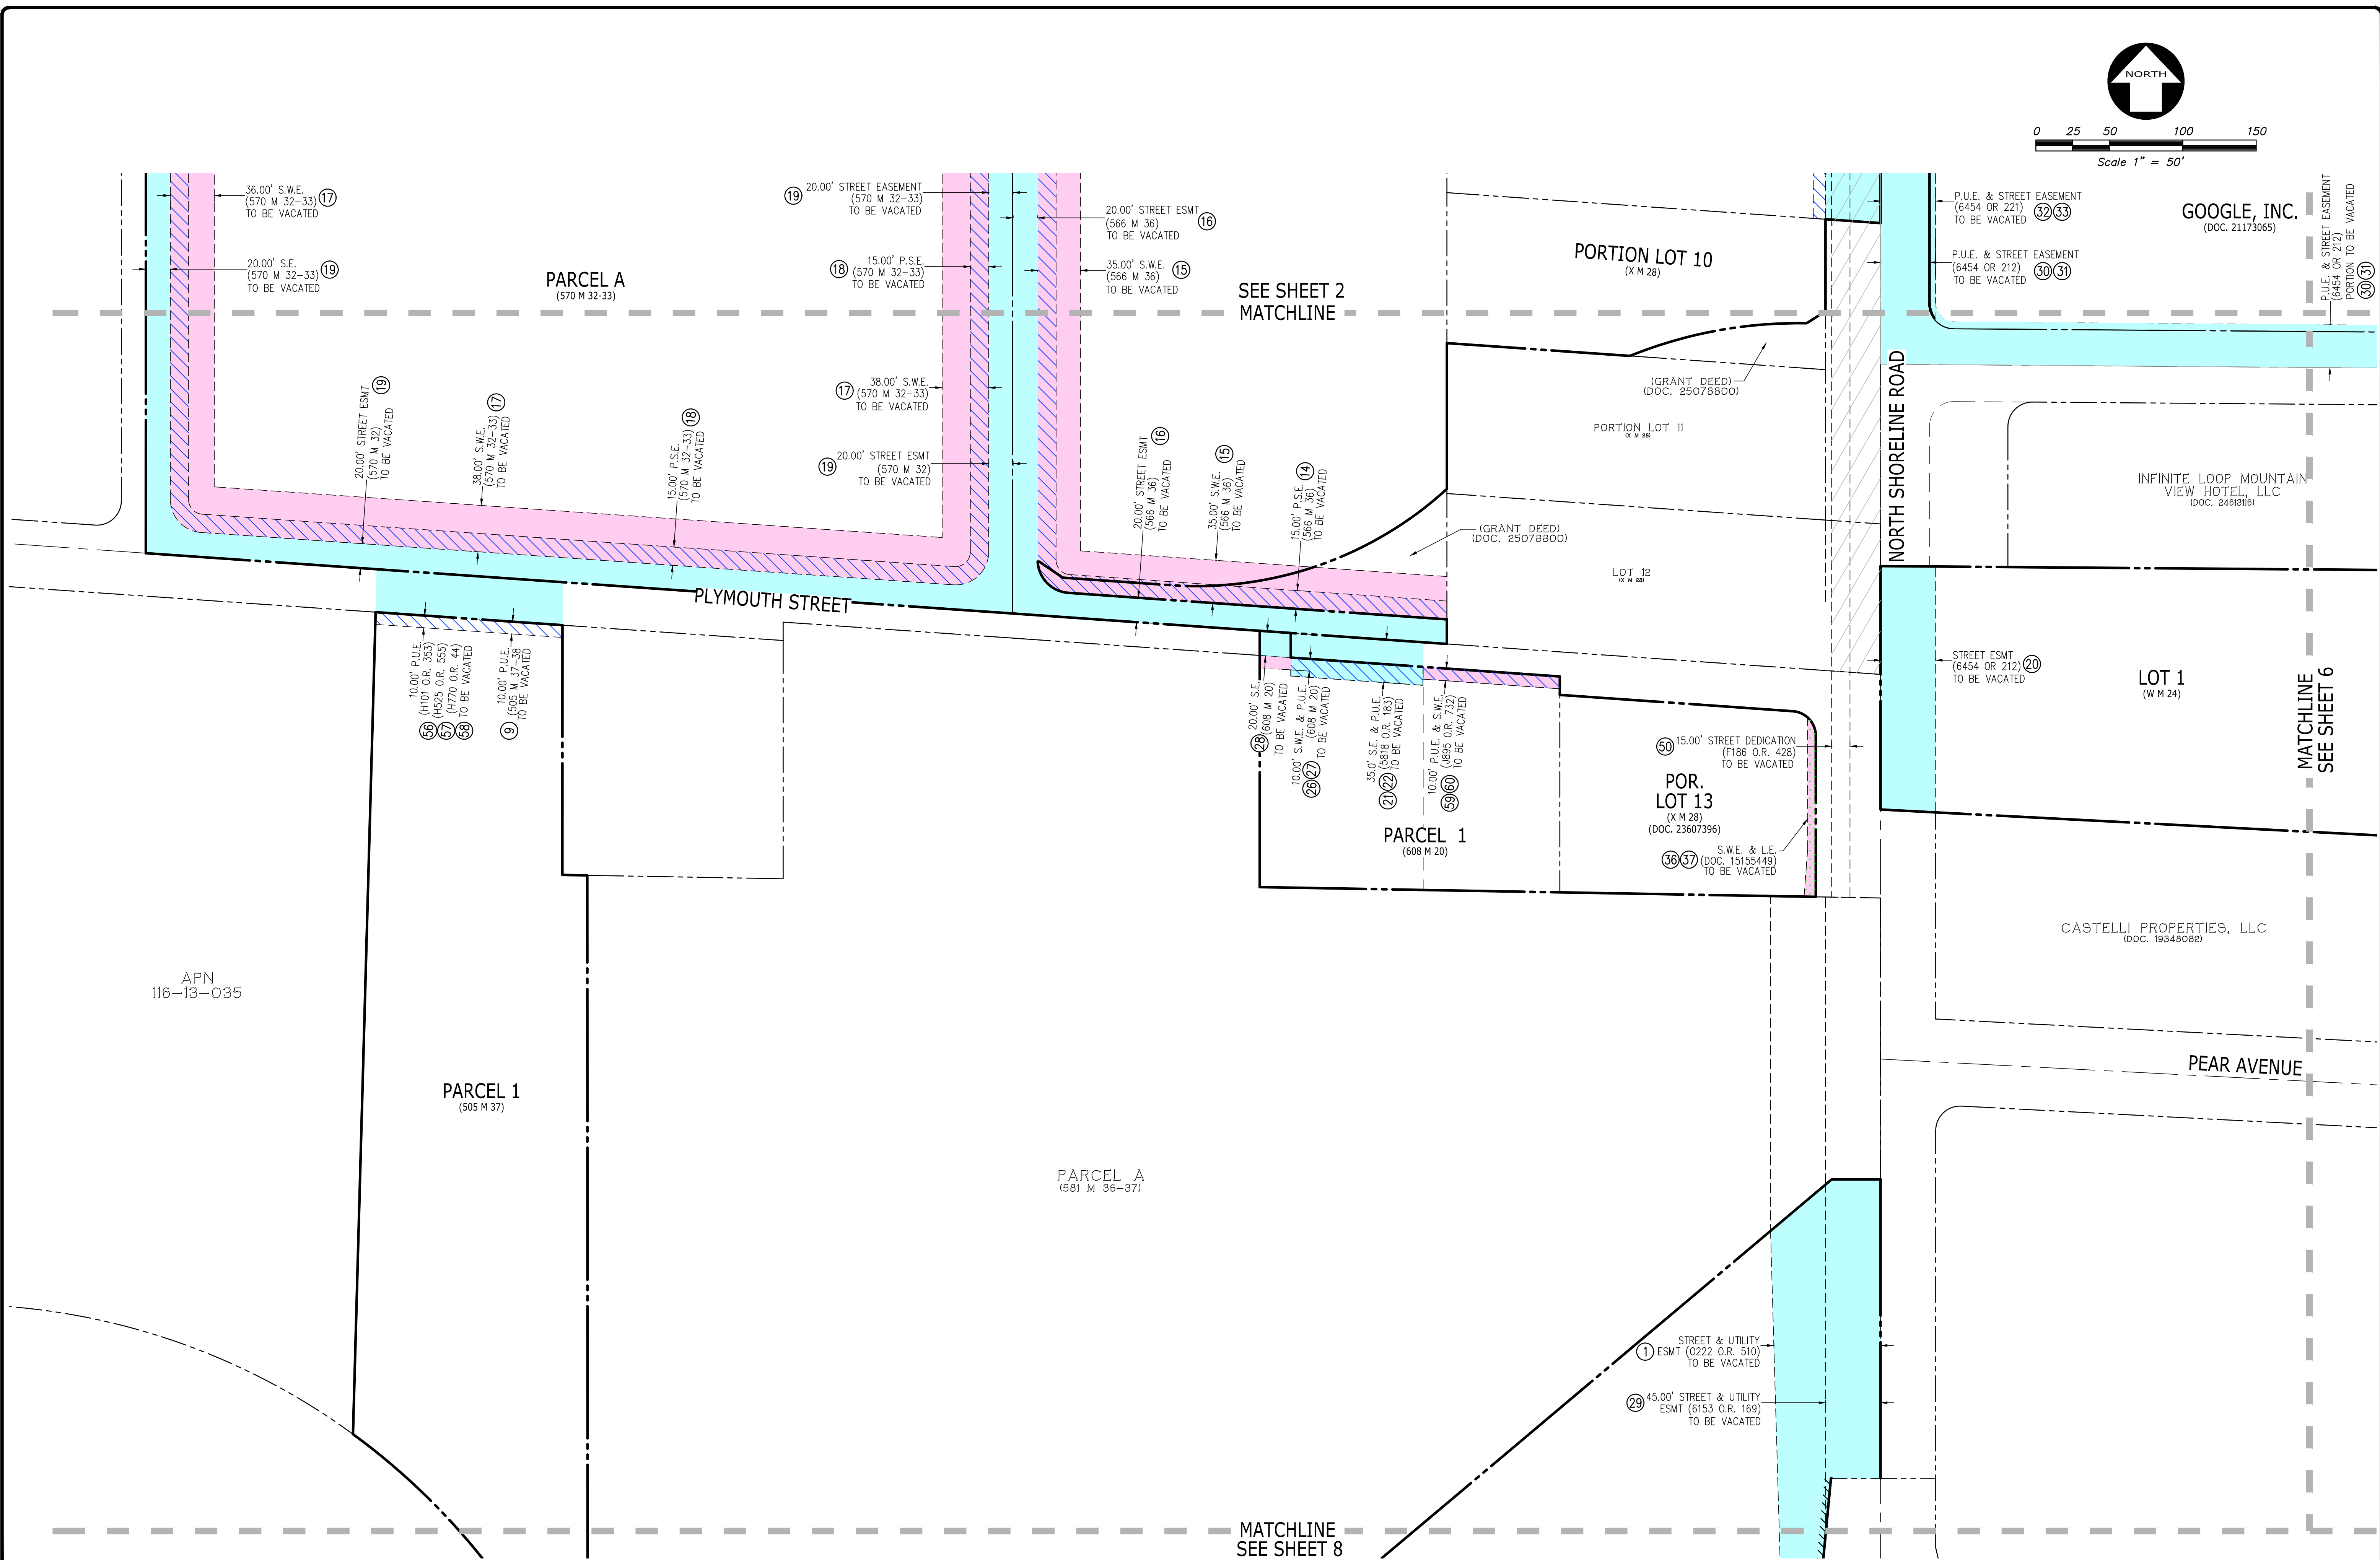 NORTH
0 25 50 100 150
Scale 1" = 50'
36.00' S.W.E.
(570 M 32-33) 17
TO BE VACATED
20.00' S.E.
(570 M 32-33) 19
TO BE VACATED
PARCEL A
(570 M 32-33)
19 20.00' STREET EASEMENT
(570 M 32-33)
TO BE VACATED
15.00' P.S.E.
18 (570 M 32-33)
TO BE VACATED
20.00' STREET ESMT
(566 M 36) 16
TO BE VACATED
35.00' S.W.E.
(566 M 36) 15
TO BE VACATED
SEE SHEET 2
MATCHLINE
PORTION LOT 10
(X M 28)
P.U.E. & STREET EASEMENT
(6454 OR 221) 32 33
TO BE VACATED
P.U.E. & STREET EASEMENT
(6454 OR 212) 30 31
TO BE VACATED
GOOGLE, INC.
(DOC. 21173065)
P.U.E. & STREET EASEMENT
(6454 OR 212)
PORTION TO BE VACATED
30 31
20.00' STREET ESMT 19
(570 M 32)
TO BE VACATED
38.00' S.W.E.
(570 M 32-33) 17
TO BE VACATED
15.00' P.S.E.
(570 M 32-33) 18
TO BE VACATED
38.00' S.W.E.
17 (570 M 32-33)
TO BE VACATED
19 20.00' STREET ESMT
(570 M 32)
TO BE VACATED
20.00' STREET ESMT 16
(566 M 36)
TO BE VACATED
35.00' S.W.E. 15
(566 M 36)
TO BE VACATED
15.00' P.S.E. 14
(566 M 36)
TO BE VACATED
(GRANT DEED)
(DOC. 25078800)
PORTION LOT 11
(X M 28)
(GRANT DEED)
(DOC. 25078800)
LOT 12
(X M 28)
NORTH SHORELINE ROAD
INFINITE LOOP MOUNTAIN
VIEW HOTEL, LLC
(DOC. 24613116)
PLYMOUTH STREET
10.00' P.U.E.
56 (H101 O.R. 353)
57 (H525 O.R. 555)
58 (H770 O.R. 44)
TO BE VACATED
10.00' P.U.E.
9 (505 M 37-38
TO BE VACATED
20.00' S.E.
28 (608 M 20)
TO BE VACATED
10.00' S.W.E. & P.U.E.
26 27 (608 M 20)
TO BE VACATED
35.0' S.E. & P.U.E.
21 22 (5818 O.R. 183)
TO BE VACATED
10.00' P.U.E. & S.W.E.
59 60 (J895 O.R. 732)
TO BE VACATED
STREET ESMT
(6454 OR 212) 20
TO BE VACATED
LOT 1
(W M 24)
MATCHLINE
SEE SHEET 6
50 15.00' STREET DEDICATION
(F186 O.R. 428)
TO BE VACATED
POR.
LOT 13
(X M 28)
(DOC. 23607396)
PARCEL 1
(608 M 20)
S.W.E. & L.E.
36 37 (DOC. 15155449)
TO BE VACATED
CASTELLI PROPERTIES, LLC
(DOC. 19348082)
APN
116-13-035
PARCEL 1
(505 M 37)
PEAR AVENUE
PARCEL A
(581 M 36-37)
STREET & UTILITY
1 ESMT (O222 O.R. 510)
TO BE VACATED
29 45.00' STREET & UTILITY
ESMT (6153 O.R. 169)
TO BE VACATED
MATCHLINE
SEE SHEET 8